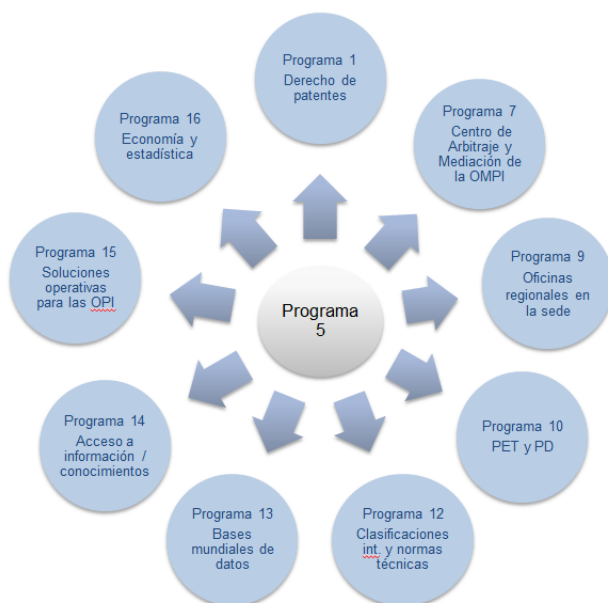 Programa 1
Derecho de
patentes
Programa 7
Centro de
Arbitraje y
Mediación de
la OMPI
Programa 9
Oficinas
regionales en
la sede
Programa 10
PET y PD
Programa 12
Clasificaciones
int. y normas
técnicas
Programa 13
Bases
mundiales de
datos
Programa 14
Acceso a
información /
conocimientos
Programa 15
Soluciones
operativas
para las OPI
Programa 16
Economía y
estadística
Programa
5